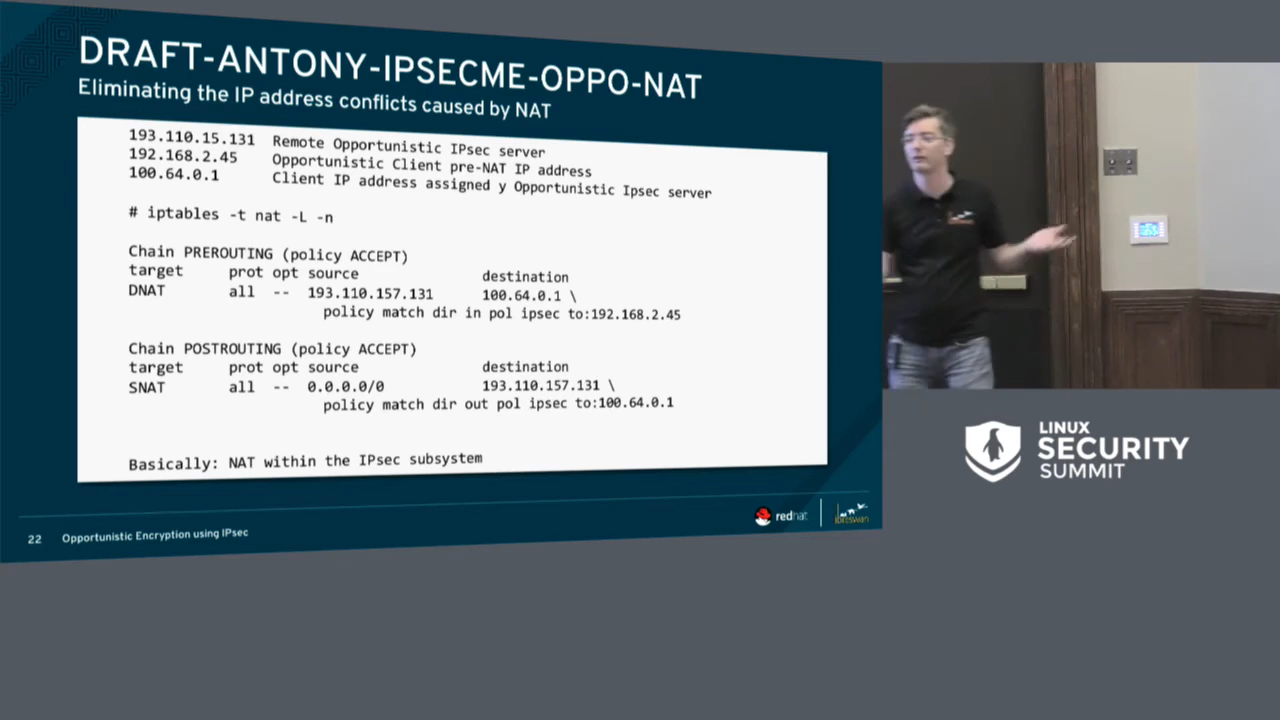 DRAFT-ANTONY-IPSECME-OPPO-NAT
Eliminating the IP address conflicts caused by NAT
193.110.15.131 Remote Opportunistic IPsec server
192.168.2.45 Opportunistic Client pre-NAT IP address
100.64.0.1 Client IP address assigned y Opportunistic Ipsec server
# iptables -t nat -L -n
Chain PREROUTING (policy ACCEPT)
target prot opt source destination
DNAT all -- 193.110.157.131 100.64.0.1 \
policy match dir in pol ipsec to:192.168.2.45
Chain POSTROUTING (policy ACCEPT)
target prot opt source destination
SNAT all -- 0.0.0.0/0 193.110.157.131 \
policy match dir out pol ipsec to:100.64.0.1
Basically: NAT within the IPsec subsystem
22 Opportunistic Encryption using IPsec
redhat
libreswan
LINUX
SECURITY
SUMMIT